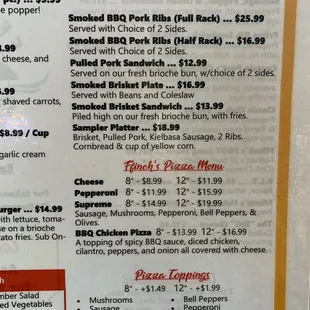 e popper!
8.99
cheese, and
5.99
shaved carrots,
$8.99 / Cup
garlic cream
urger ... $14.99
with lettuce, toma-
se on a brioche
ato fries. Sub On-
h
mber Salad
ed Vegetables
Smoked BBQ Pork Ribs (Full Rack) ... $25.99
Served with Choice of 2 Sides.
Smoked BBQ Pork Ribs (Half Rack) ... $16.99
Served with Choice of 2 Sides.
Pulled Pork Sandwich ... $12.99
Served on our fresh brioche bun, w/choice of 2 sides.
Smoked Brisket Plate ... $16.99
Served with Beans and Coleslaw
Smoked Brisket Sandwich ... $13.99
Piled high on our fresh brioche bun, with fries.
Sampler Platter ... $18.99
Brisket, Pulled Pork, Kielbasa Sausage, 2 Ribs.
Cornbread & cup of yellow corn.
Ffinch's Pizza Menu
Cheese 8" - $8.99 12" - $11.99
Pepperoni 8" - $11.99 12" - $15.99
Supreme 8" - $14.99 12" - $19.99
Sausage, Mushrooms, Pepperoni, Bell Peppers, &
Olives.
BBQ Chicken Pizza 8" - $13.99 12" - $16.99
A topping of spicy BBQ sauce, diced chicken,
cilantro, peppers, and onion all covered with cheese.
Pizza Toppings
8" - +$1.49 12" - +$1.99
• Mushrooms • Bell Peppers
• Sausage • Pepperoni